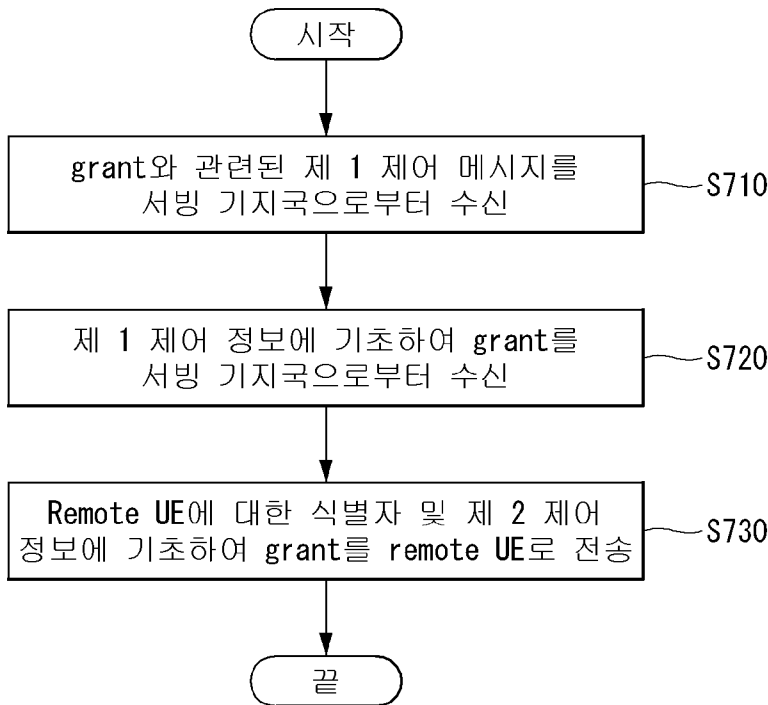 시작
grant와 관련된 제 1 제어 메시지를
서빙 기지국으로부터 수신
S710
제 1 제어 정보에 기초하여 grant를
서빙 기지국으로부터 수신
S720
Remote UE에 대한 식별자 및 제 2 제어
정보에 기초하여 grant를 remote UE로 전송
S730
끝